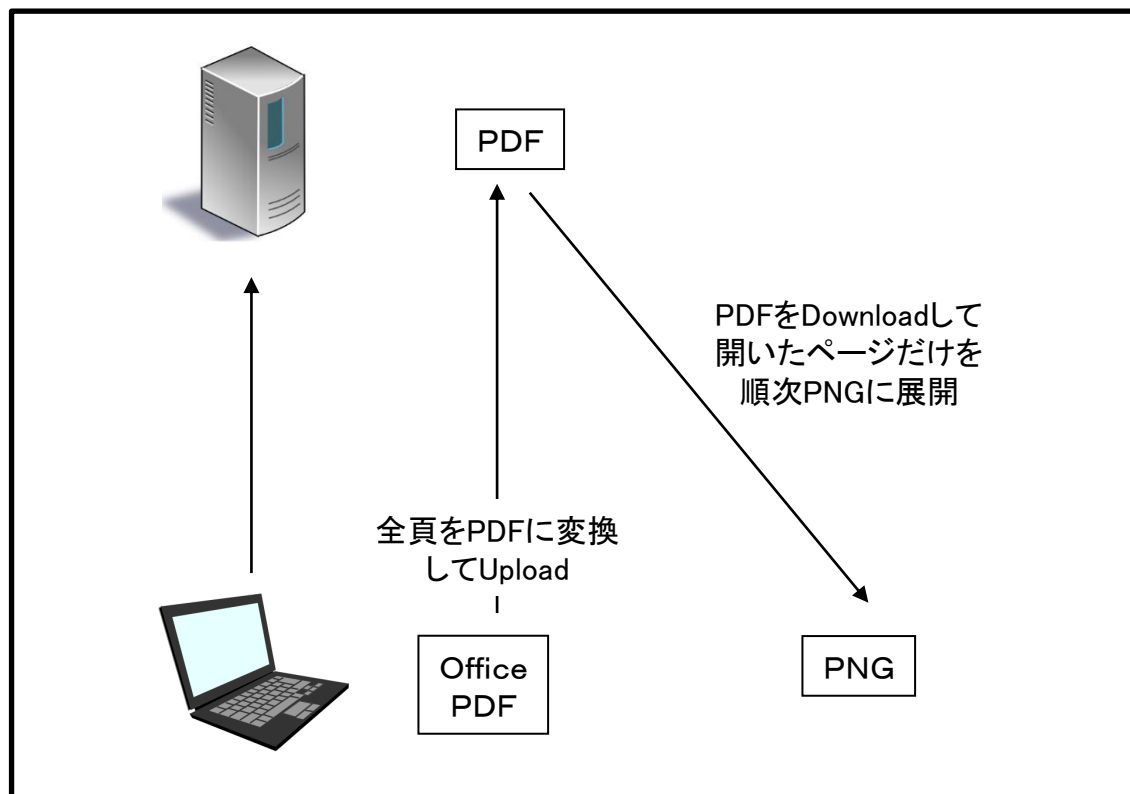 PDF
PDFをDownloadして
開いたページだけを
順次PNGに展開
全頁をPDFに変換
してUpload
Office
PDF
PNG